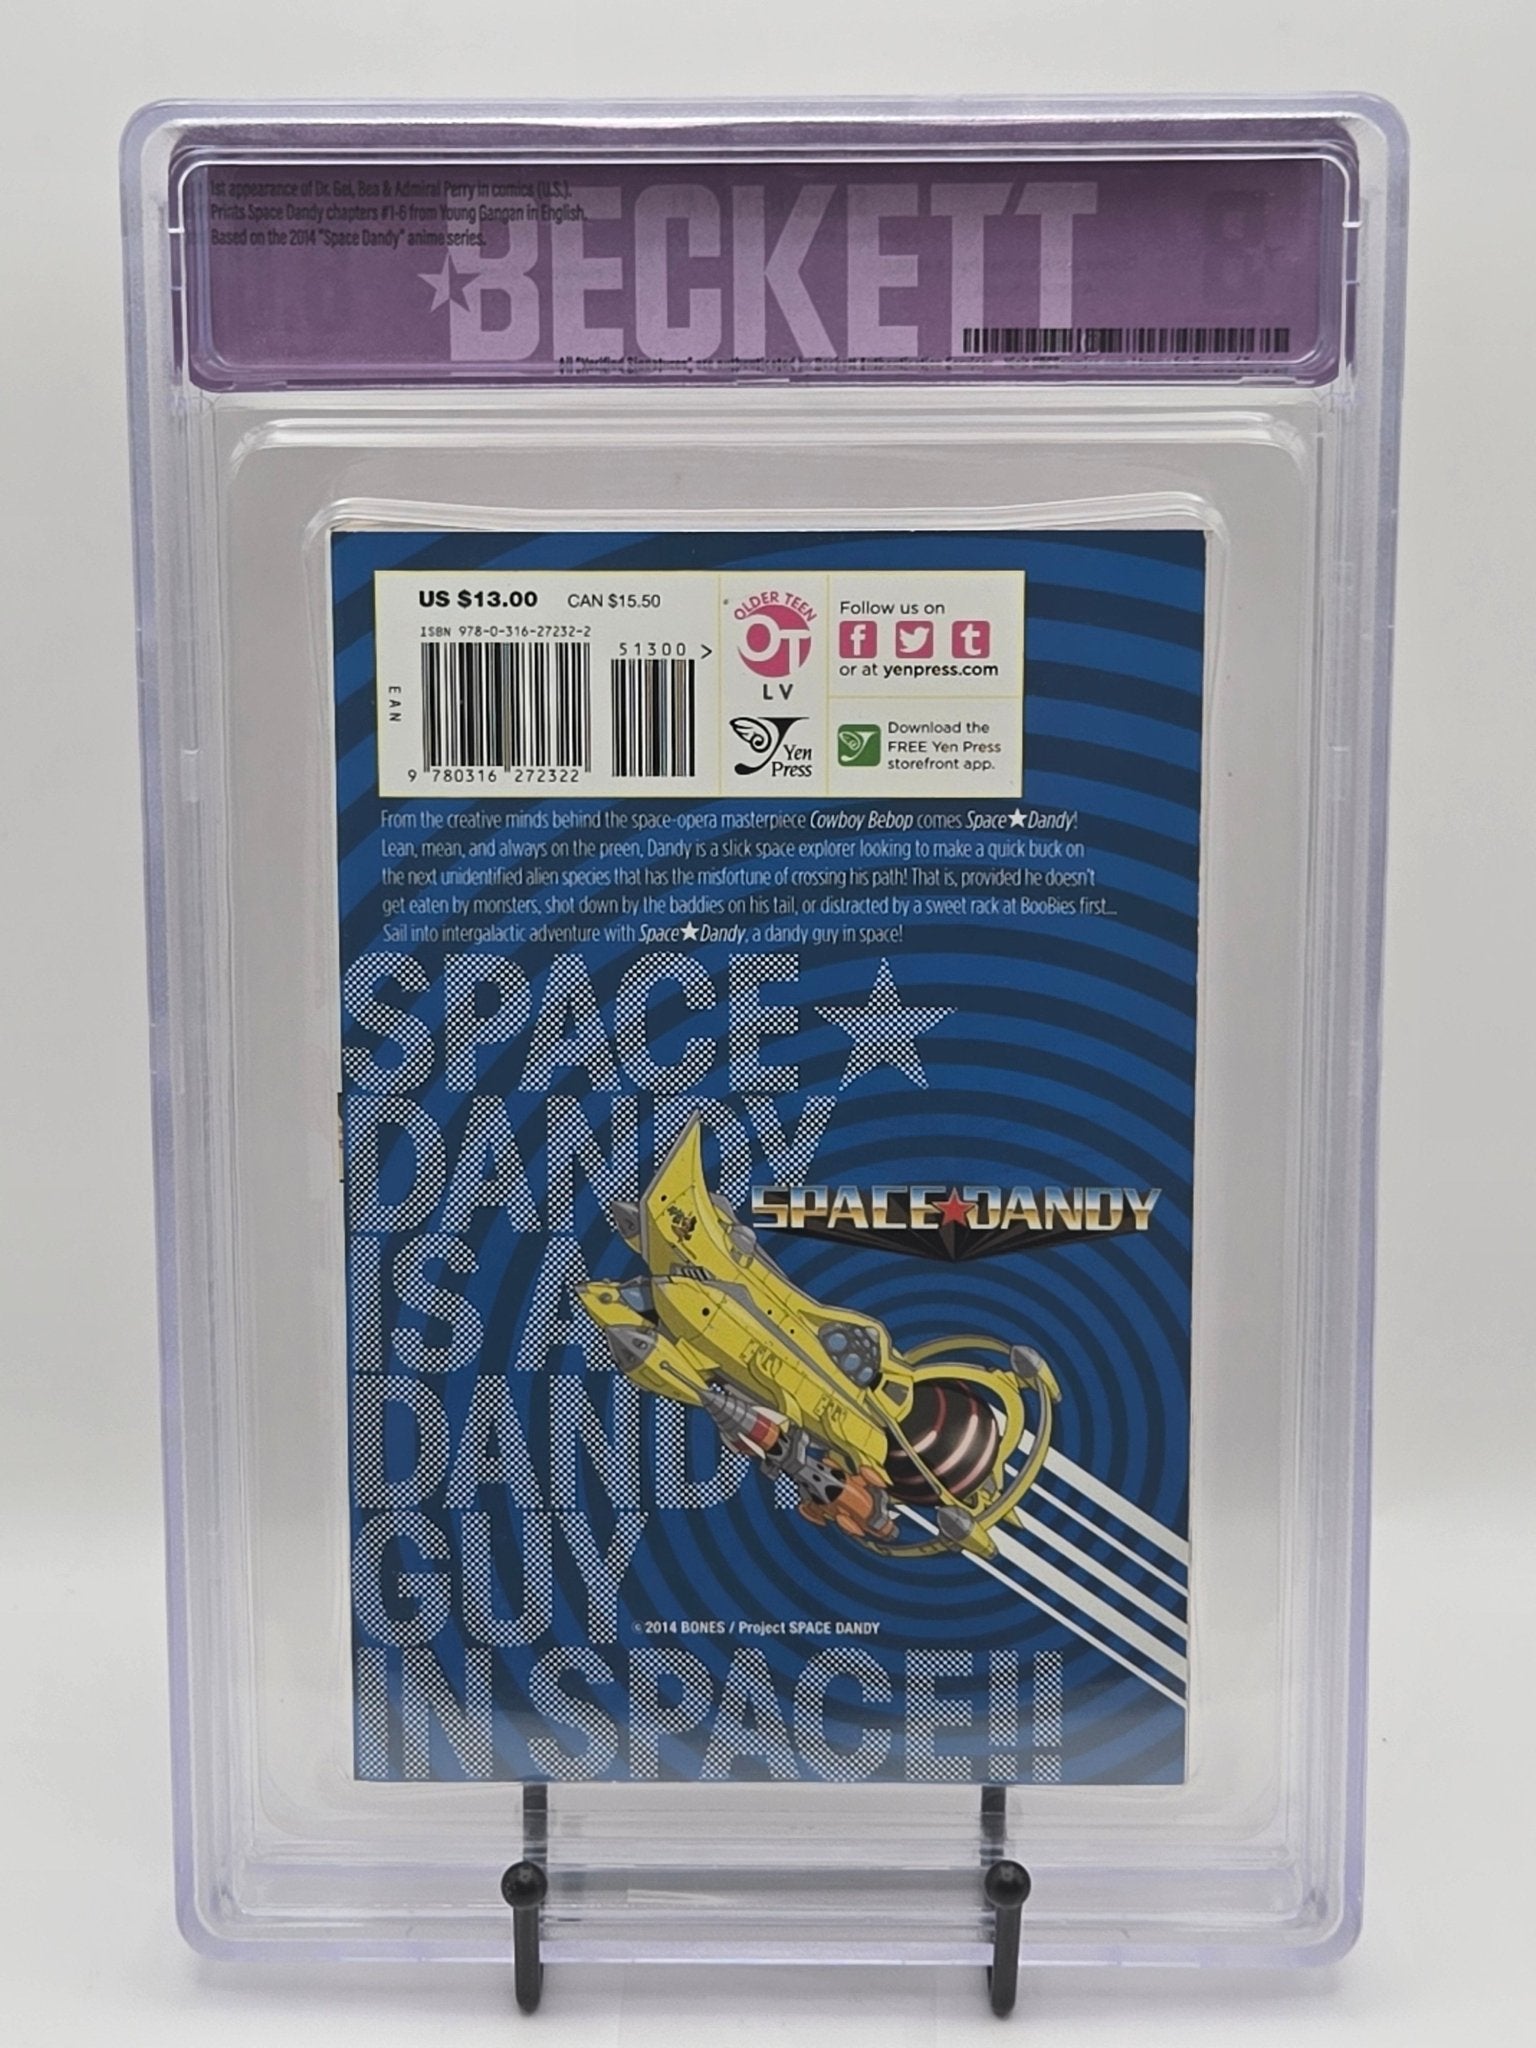 1st appearance of Dr. Gel, Bea & Admiral Perry in comics (U.S.).
Prints Space Dandy chapters #1-6 from Young Gangan in English.
Based on the 2014 "Space Dandy" anime series.
BECKETT
All "Verified Signatures" are authenticated by Beckett Authentication
US $13.00 CAN $15.50
ISBN 978-0-316-27232-2
51300 >
EAN
9 780316 272322
OLDER TEEN
OT
LV
Yen
Press
Follow us on
f t
or at yenpress.com
Download the
FREE Yen Press
storefront app.
From the creative minds behind the space-opera masterpiece Cowboy Bebop comes Space★Dandy!
Lean, mean, and always on the preen, Dandy is a slick space explorer looking to make a quick buck on
the next unidentified alien species that has the misfortune of crossing his path! That is, provided he doesn't
get eaten by monsters, shot down by the baddies on his tail, or distracted by a sweet rack at BooBies first...
Sail into intergalactic adventure with Space★Dandy, a dandy guy in space!
SPACE★
DANDY
IS A
DANDY
GUY
IN SPACE!!
SPACE★DANDY
©2014 BONES / Project SPACE DANDY